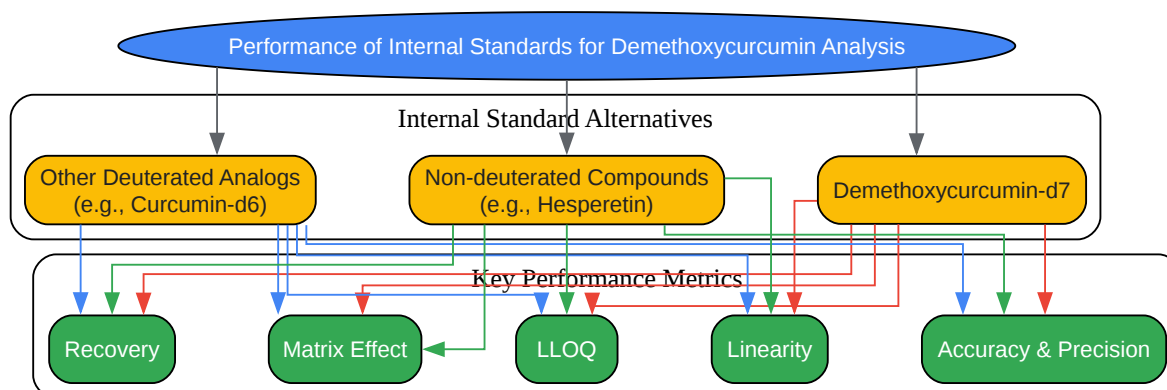 Performance of Internal Standards for Demethoxycurcumin Analysis
Internal Standard Alternatives
Other Deuterated Analogs
(e.g., Curcumin-d6)
Non-deuterated Compounds
(e.g., Hesperetin)
Demethoxycurcumin-d7
Key Performance Metrics
Recovery
Matrix Effect
LLOQ
Linearity
Accuracy & Precision